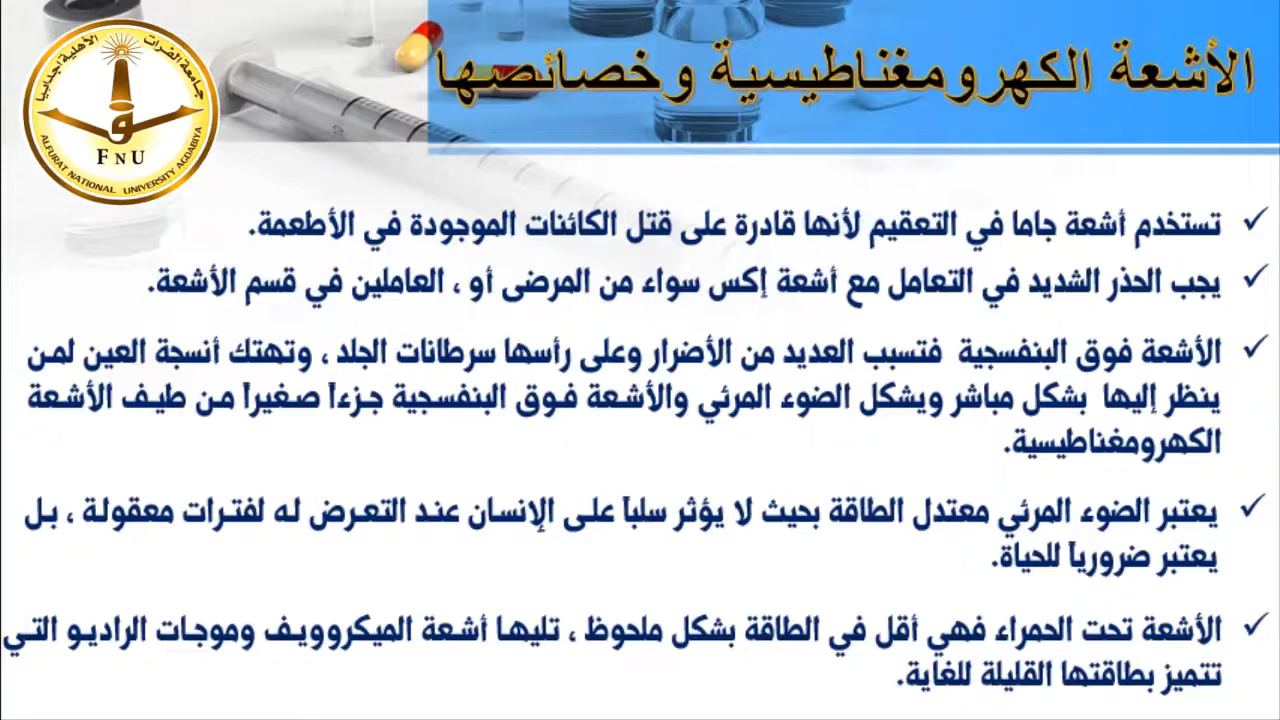 الأشعة الكهرومغناطيسية وخصائصها
جامعة الفرات الأهلية اجدابيا
FNU
ALFURAT NATIONAL UNIVERSITY AGDABIYA
✓ تستخدم أشعة جاما في التعقيم لأنها قادرة على قتل الكائنات الموجودة في الأطعمة.
✓ يجب الحذر الشديد في التعامل مع أشعة إكس سواء من المرضى أو ، العاملين في قسم الأشعة.
✓ الأشعة فوق البنفسجية فتسبب العديد من الأضرار وعلى رأسها سرطانات الجلد ، وتهتك أنسجة العين لمن
ينظر إليها بشكل مباشر ويشكل الضوء المرئي والأشعة فوق البنفسجية جزءاً صغيراً من طيف الأشعة
الكهرومغناطيسية.
✓ يعتبر الضوء المرئي معتدل الطاقة بحيث لا يؤثر سلباً على الإنسان عند التعرض له لفترات معقولة ، بل
يعتبر ضرورياً للحياة.
✓ الأشعة تحت الحمراء فهي أقل في الطاقة بشكل ملحوظ ، تليها أشعة الميكروويف وموجات الراديو التي
تتميز بطاقتها القليلة للغاية.